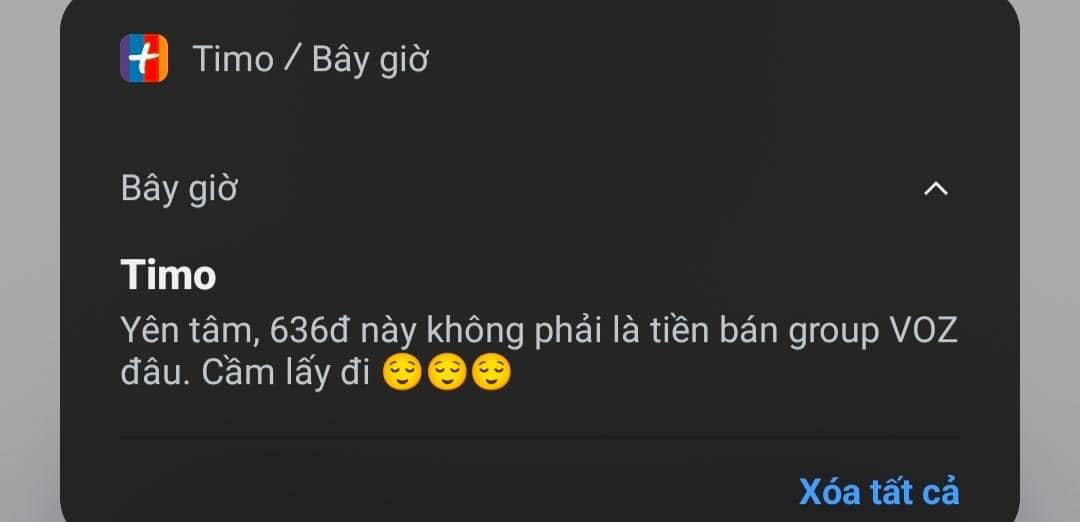 Timo / Bây giờ
Bây giờ
Timo
Yên tâm, 636đ này không phải là tiền bán group VOZ
đâu. Cầm lấy đi 😌😌😌
Xóa tất cả